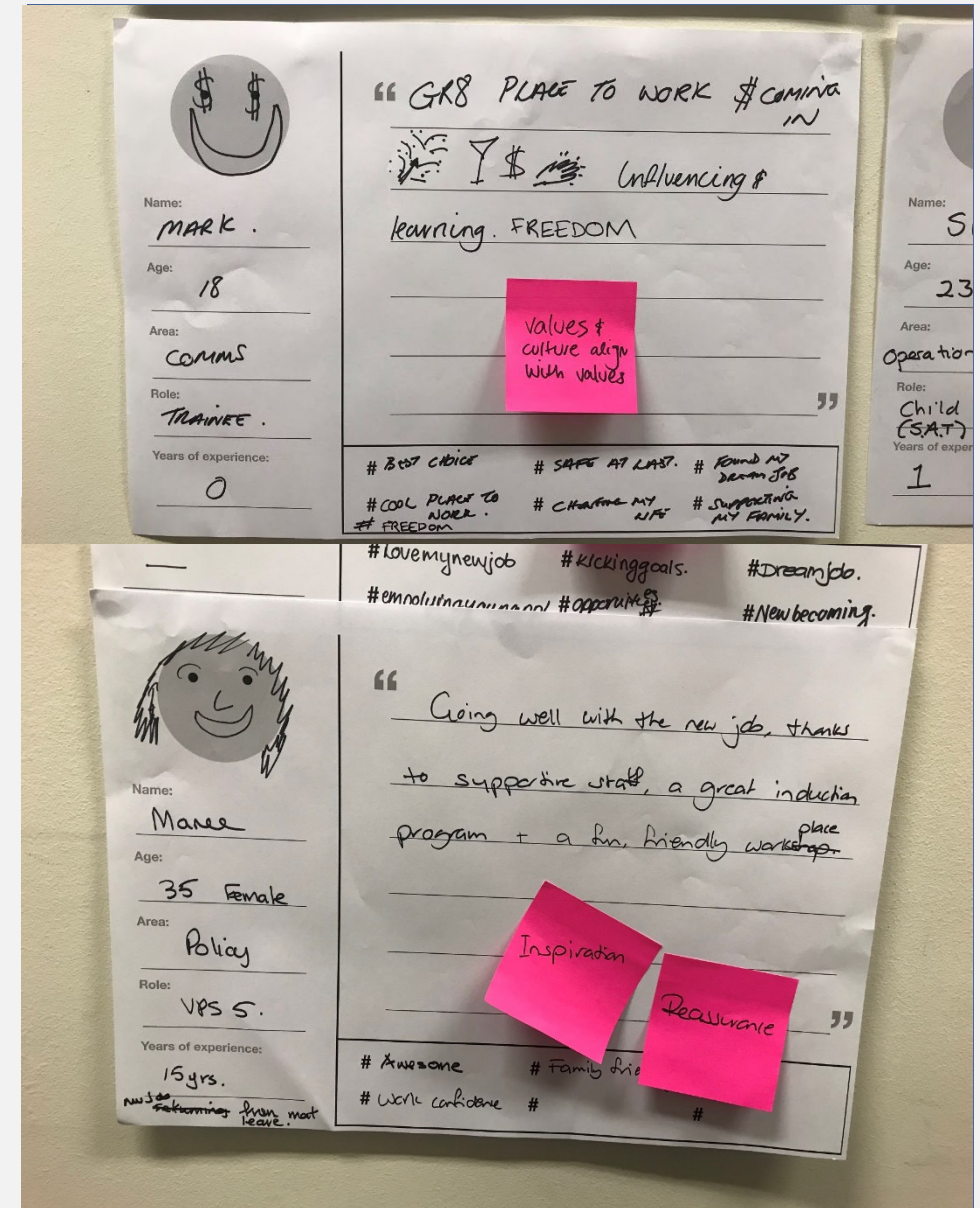 $ $
“ GR8 PLACE TO WORK $ COMING
IN
$ Influencing &
learning. FREEDOM
”
Name:
MARK.
Age:
18
Area:
COMMS
Role:
TRAINEE.
Years of experience:
0
values &
culture align
with values
# BEST CHOICE
# SAFE AT LAST.
# FOUND MY
DREAM JOB
# COOL PLACE TO
WORK.
# CHANGING MY
LIFE
# SUPPORTING
MY FAMILY.
# FREEDOM
Name:
Age:
23
Area:
Operation
Role:
Child
(S.A.T)
Years of exper
1
#Lovemynewjob
#Kickinggoals.
#Dreamjob.
#Newbecoming.
“
Going well with the new job, thanks
to supportive staff, a great induction
program + a fun, friendly workplace
”
Name:
Age:
35 Female
Area:
Policy
Role:
VPS 5.
Years of experience:
15yrs.
from mat
leave.
Inspiration
Reassurance
# Awesome
# Family frie
# Work confidence
#
#